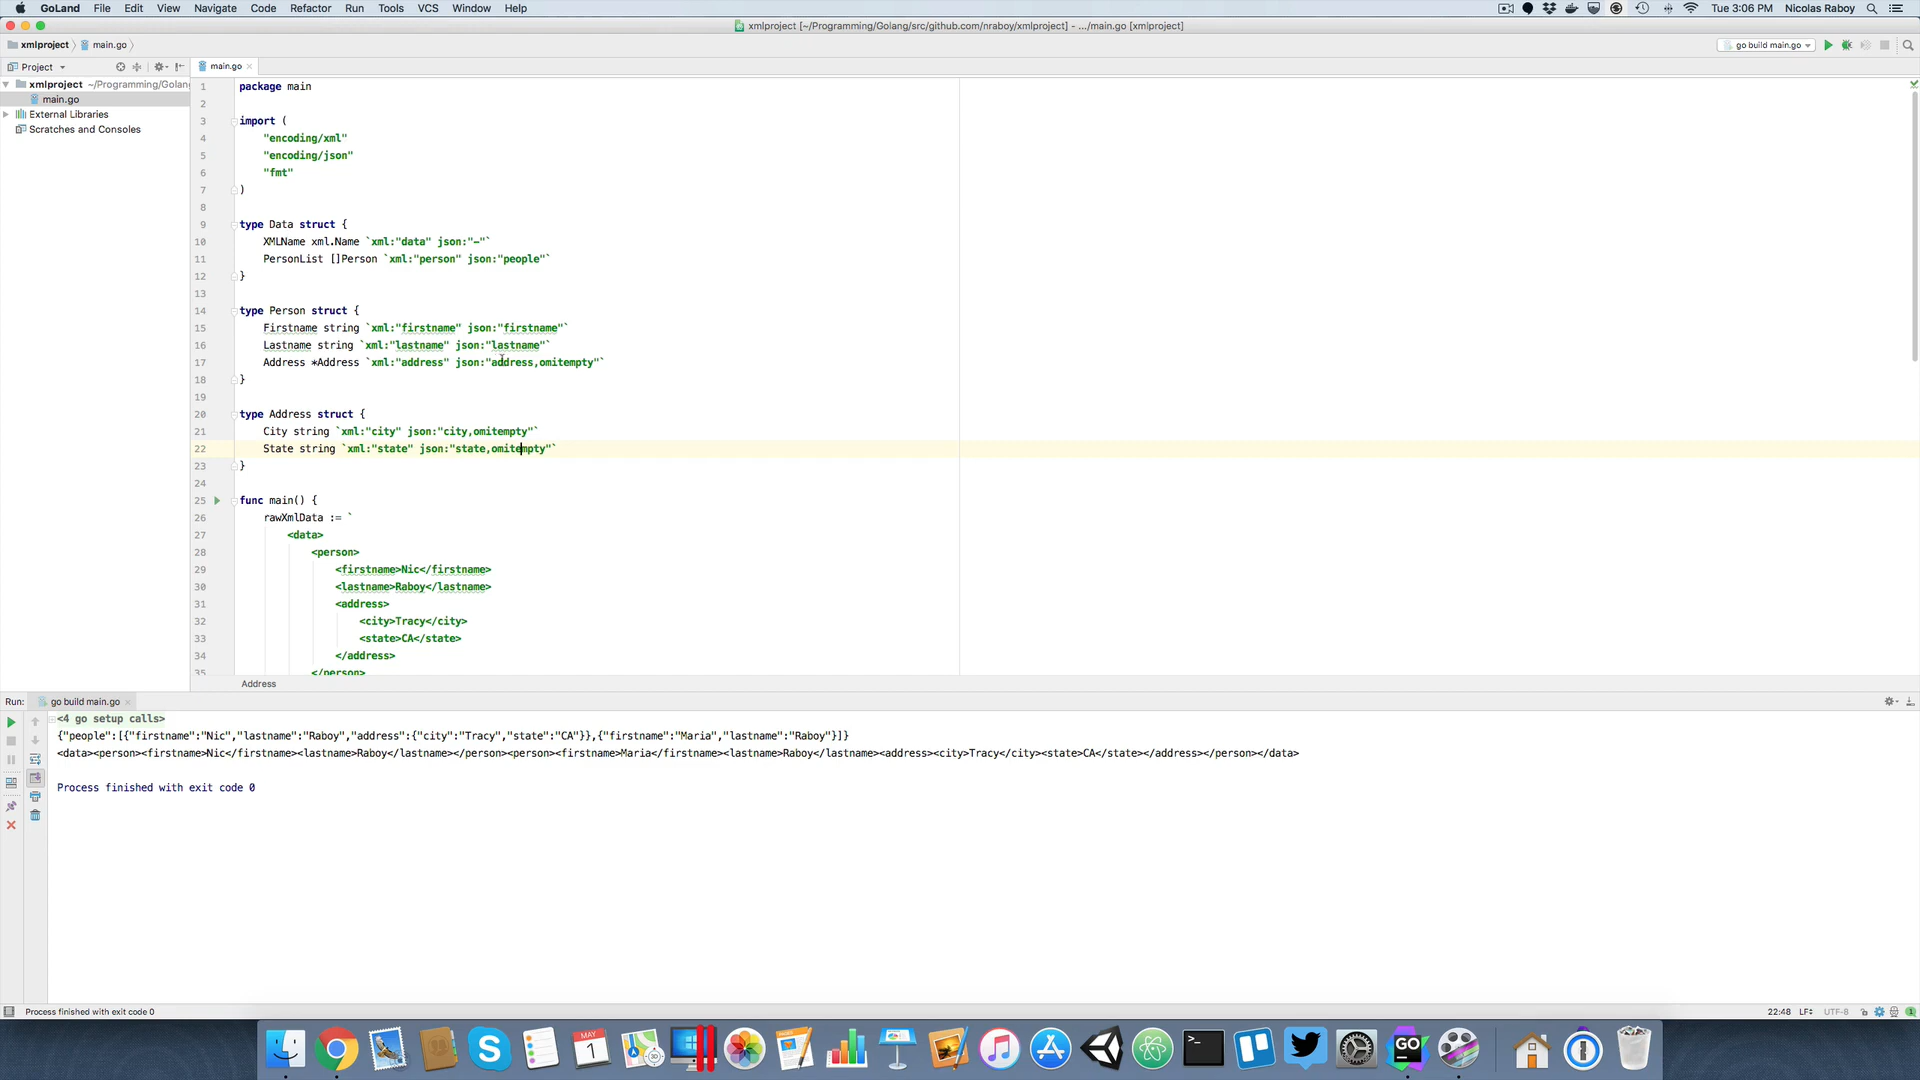 GoLand File Edit View Navigate Code Refactor Run Tools VCS Window Help
Tue 3:06 PM Nicolas Raboy
xmlproject [~/Programming/Golang/src/github.com/nraboy/xmlproject] - .../main.go [xmlproject]
xmlproject main.go
go build main.go
Project
main.go
xmlproject ~/Programming/Golang
main.go
External Libraries
Scratches and Consoles
1 package main
2
3 import (
4 "encoding/xml"
5 "encoding/json"
6 "fmt"
7 )
8
9 type Data struct {
10 XMLName xml.Name `xml:"data" json:"-"`
11 PersonList []Person `xml:"person" json:"people"`
12 }
13
14 type Person struct {
15 Firstname string `xml:"firstname" json:"firstname"`
16 Lastname string `xml:"lastname" json:"lastname"`
17 Address *Address `xml:"address" json:"address,omitempty"`
18 }
19
20 type Address struct {
21 City string `xml:"city" json:"city,omitempty"`
22 State string `xml:"state" json:"state,omitempty"`
23 }
24
25 func main() {
26 rawXmlData := `
27 <data>
28 <person>
29 <firstname>Nic</firstname>
30 <lastname>Raboy</lastname>
31 <address>
32 <city>Tracy</city>
33 <state>CA</state>
34 </address>
35 </person>
Address
Run: go build main.go
<4 go setup calls>
{"people":[{"firstname":"Nic","lastname":"Raboy","address":{"city":"Tracy","state":"CA"}},{"firstname":"Maria","lastname":"Raboy"}]}
<data><person><firstname>Nic</firstname><lastname>Raboy</lastname></person><person><firstname>Maria</firstname><lastname>Raboy</lastname><address><city>Tracy</city><state>CA</state></address></person></data>
Process finished with exit code 0
Process finished with exit code 0
22:48 LF UTF-8 1
MAY
1
3D
>_
GO